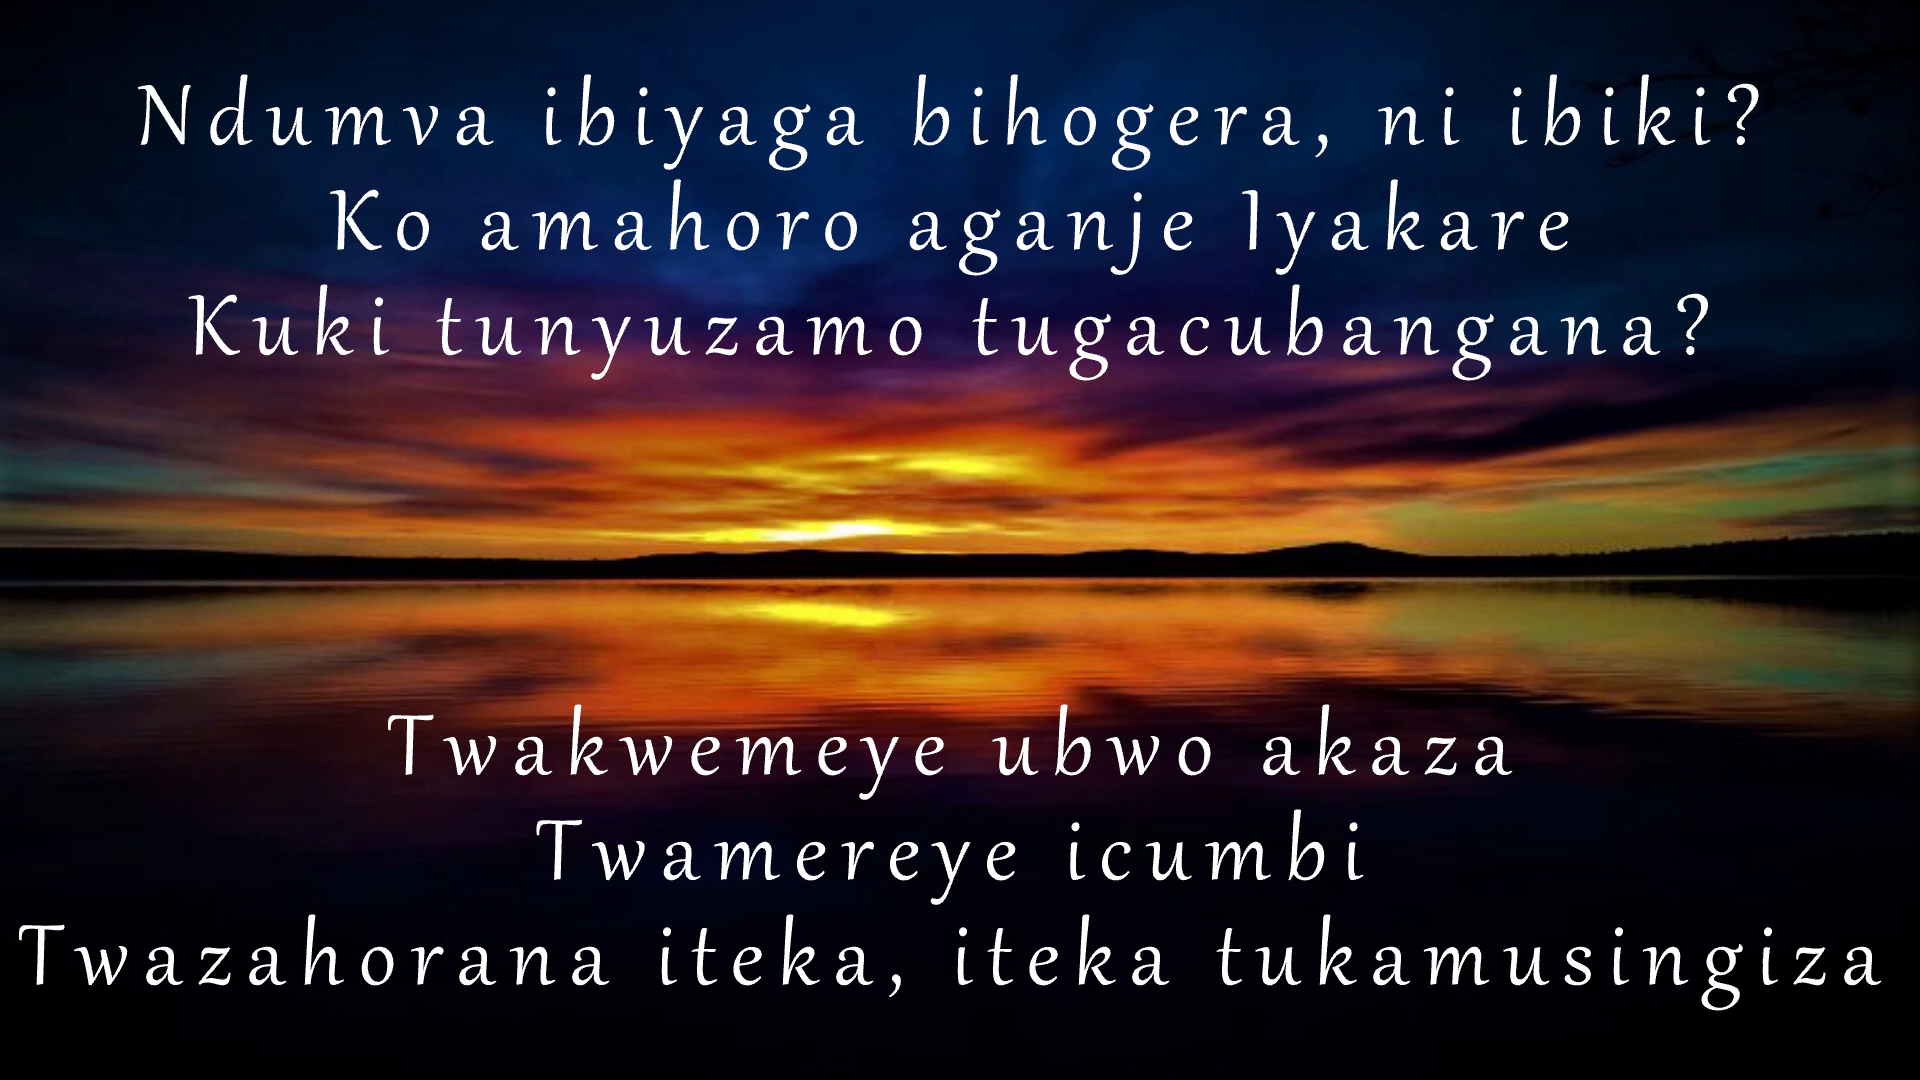 Ndumva ibiyaga bihogera, ni ibiki?
Ko amahoro aganje Iyakare
Kuki tunyuzamo tugacubangana?
Twakwemeye ubwo akaza
Twamereye icumbi
Twazahorana iteka, iteka tukamusingiza